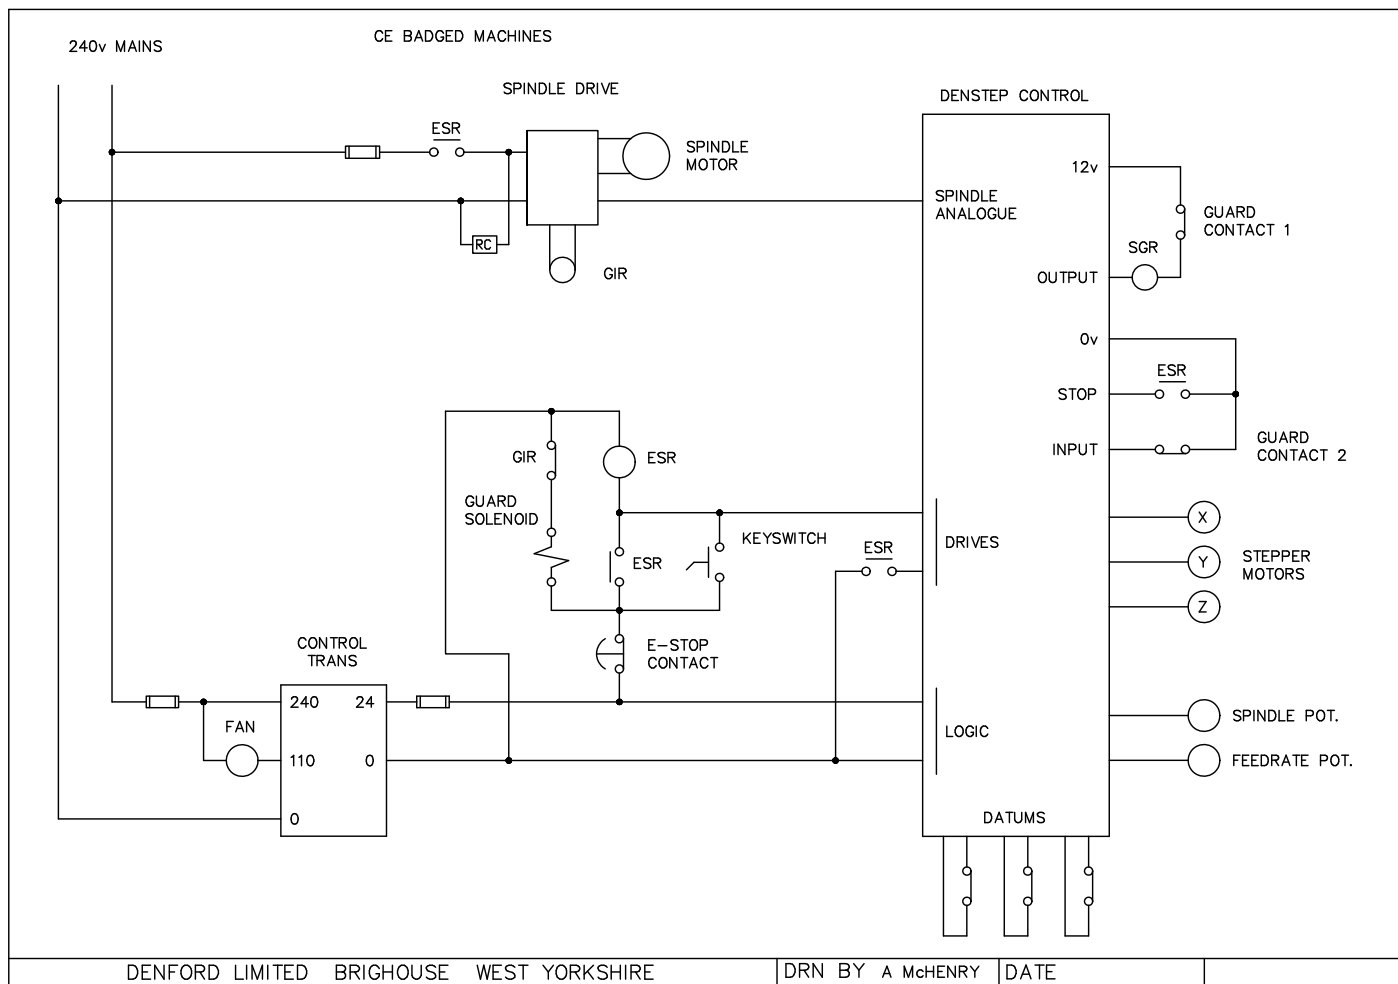 240v MAINS
CE BADGED MACHINES
SPINDLE DRIVE
DENSTEP CONTROL
ESR
SPINDLE
MOTOR
12v
SPINDLE
ANALOGUE
GUARD
CONTACT 1
RC
SGR
GIR
OUTPUT
0v
ESR
STOP
GUARD
CONTACT 2
INPUT
GIR
ESR
GUARD
SOLENOID
X
KEYSWITCH
DRIVES
ESR
ESR
Y
STEPPER
MOTORS
Z
E-STOP
CONTACT
CONTROL
TRANS
240
24
FAN
110
0
0
LOGIC
SPINDLE POT.
FEEDRATE POT.
DATUMS
DENFORD LIMITED BRIGHOUSE WEST YORKSHIRE
DRN BY A McHENRY
DATE